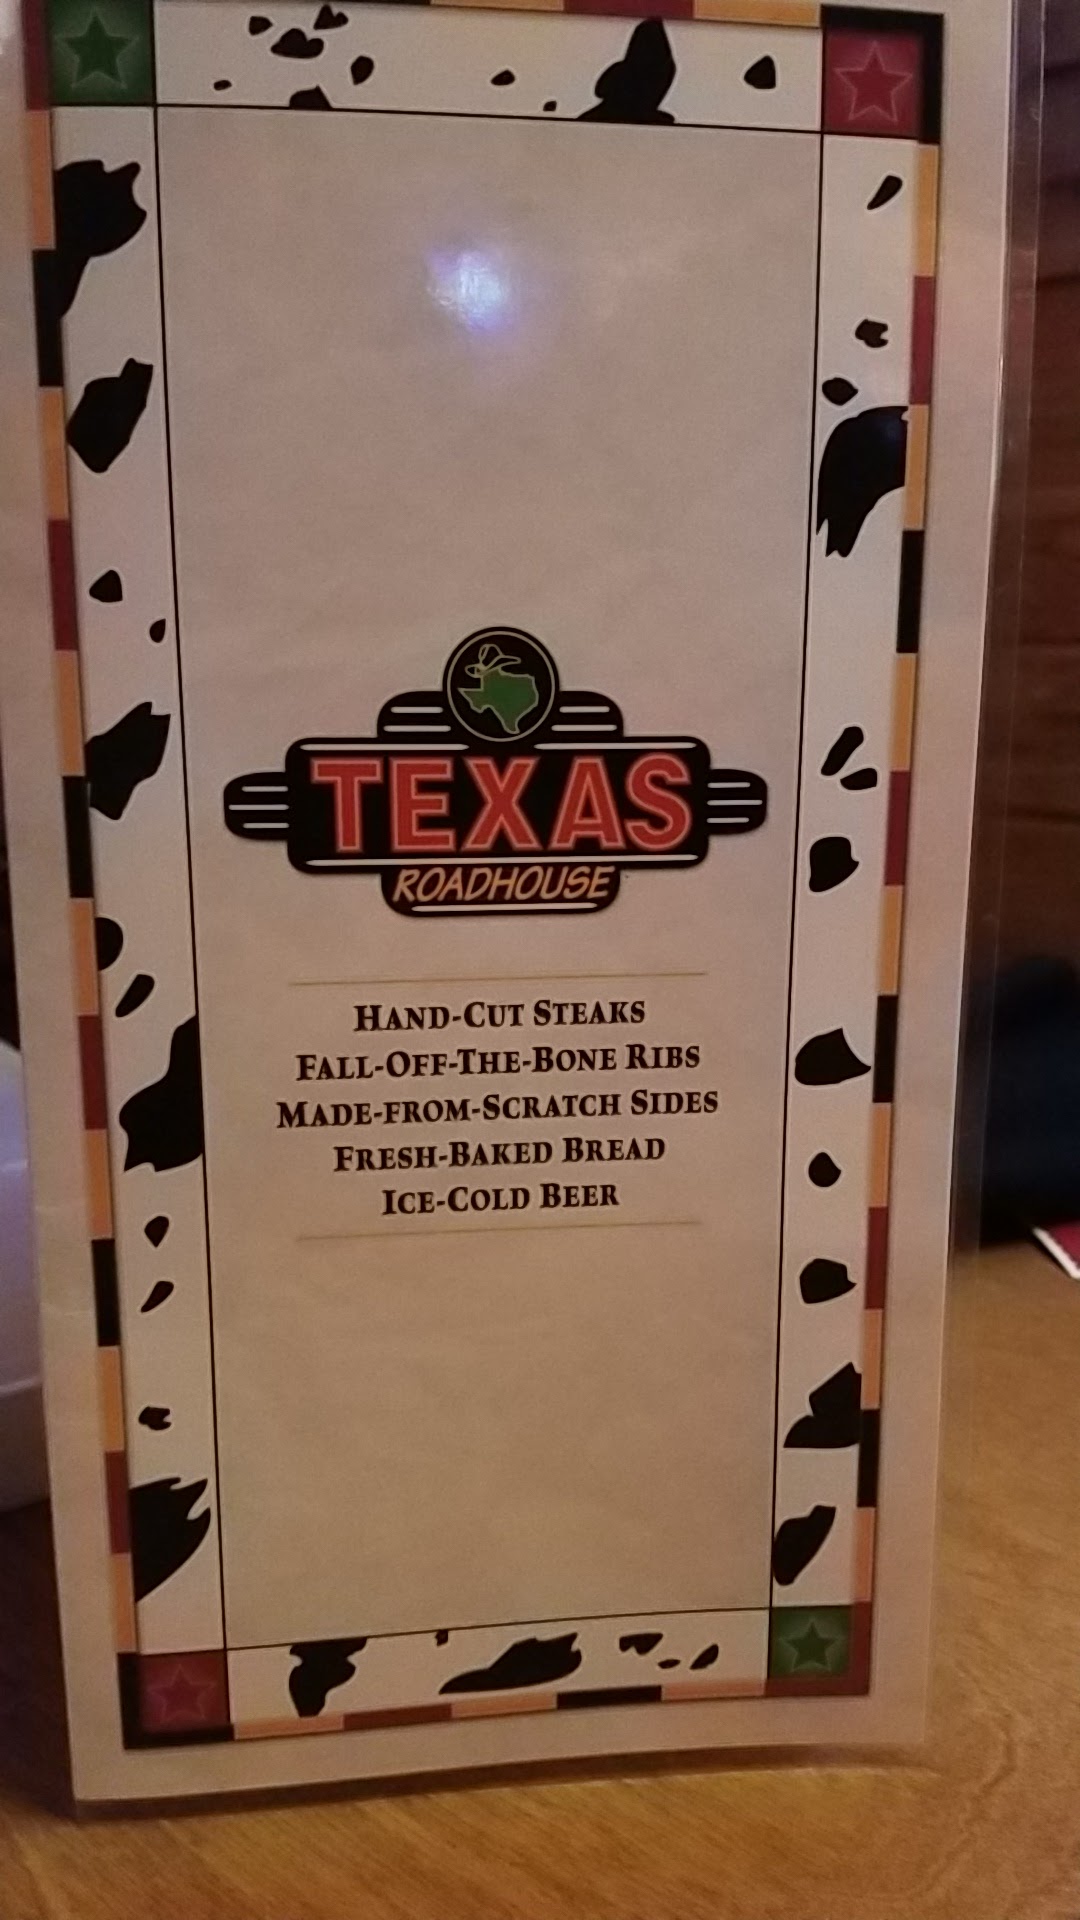 TEXAS
ROADHOUSE
HAND-CUT STEAKS
FALL-OFF-THE-BONE RIBS
MADE-FROM-SCRATCH SIDES
FRESH-BAKED BREAD
ICE-COLD BEER